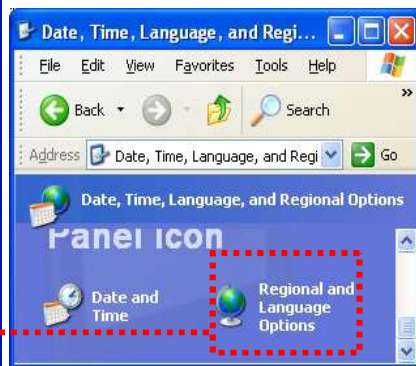 Date, Time, Language, and Regi...
File Edit View Favorites Tools Help
Back Search »
Address Date, Time, Language, and Regi Go
Date, Time, Language, and Regional Options
Panel Icon
Date and
Time
Regional and
Language
Options